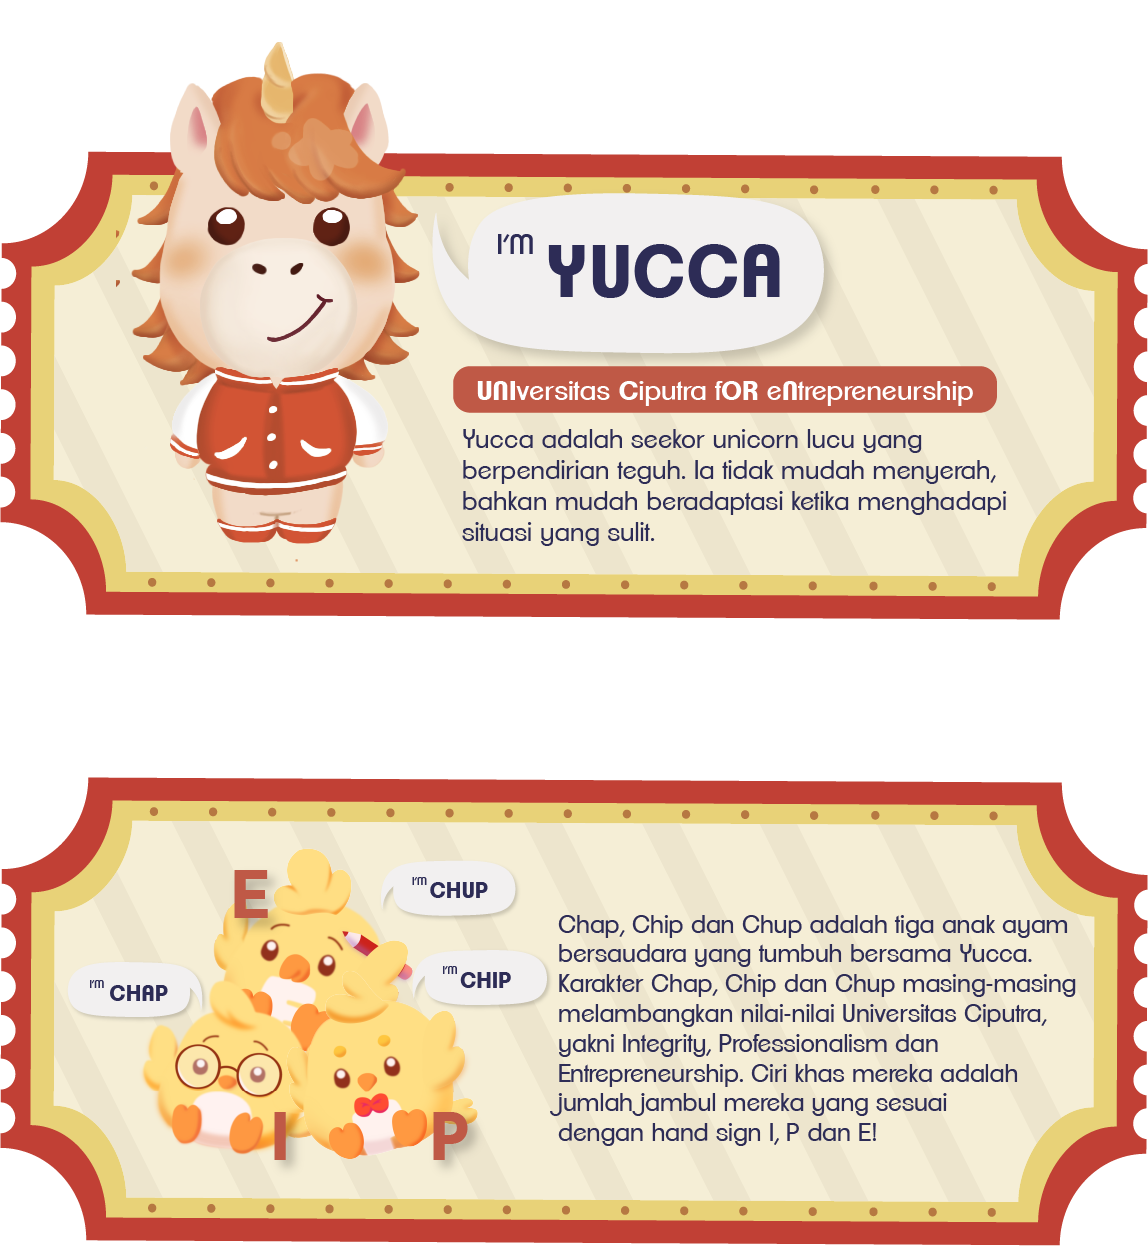 I'M YUCCA
UNIversitas Ciputra fOR eNtrepreneurship
Yucca adalah seekor unicorn lucu yang
berpendirian teguh. Ia tidak mudah menyerah,
bahkan mudah beradaptasi ketika menghadapi
situasi yang sulit.
E
I'M CHUP
I'M CHAP
I'M CHIP
I
P
Chap, Chip dan Chup adalah tiga anak ayam
bersaudara yang tumbuh bersama Yucca.
Karakter Chap, Chip dan Chup masing-masing
melambangkan nilai-nilai Universitas Ciputra,
yakni Integrity, Professionalism dan
Entrepreneurship. Ciri khas mereka adalah
jumlah jambul mereka yang sesuai
dengan hand sign I, P dan E!